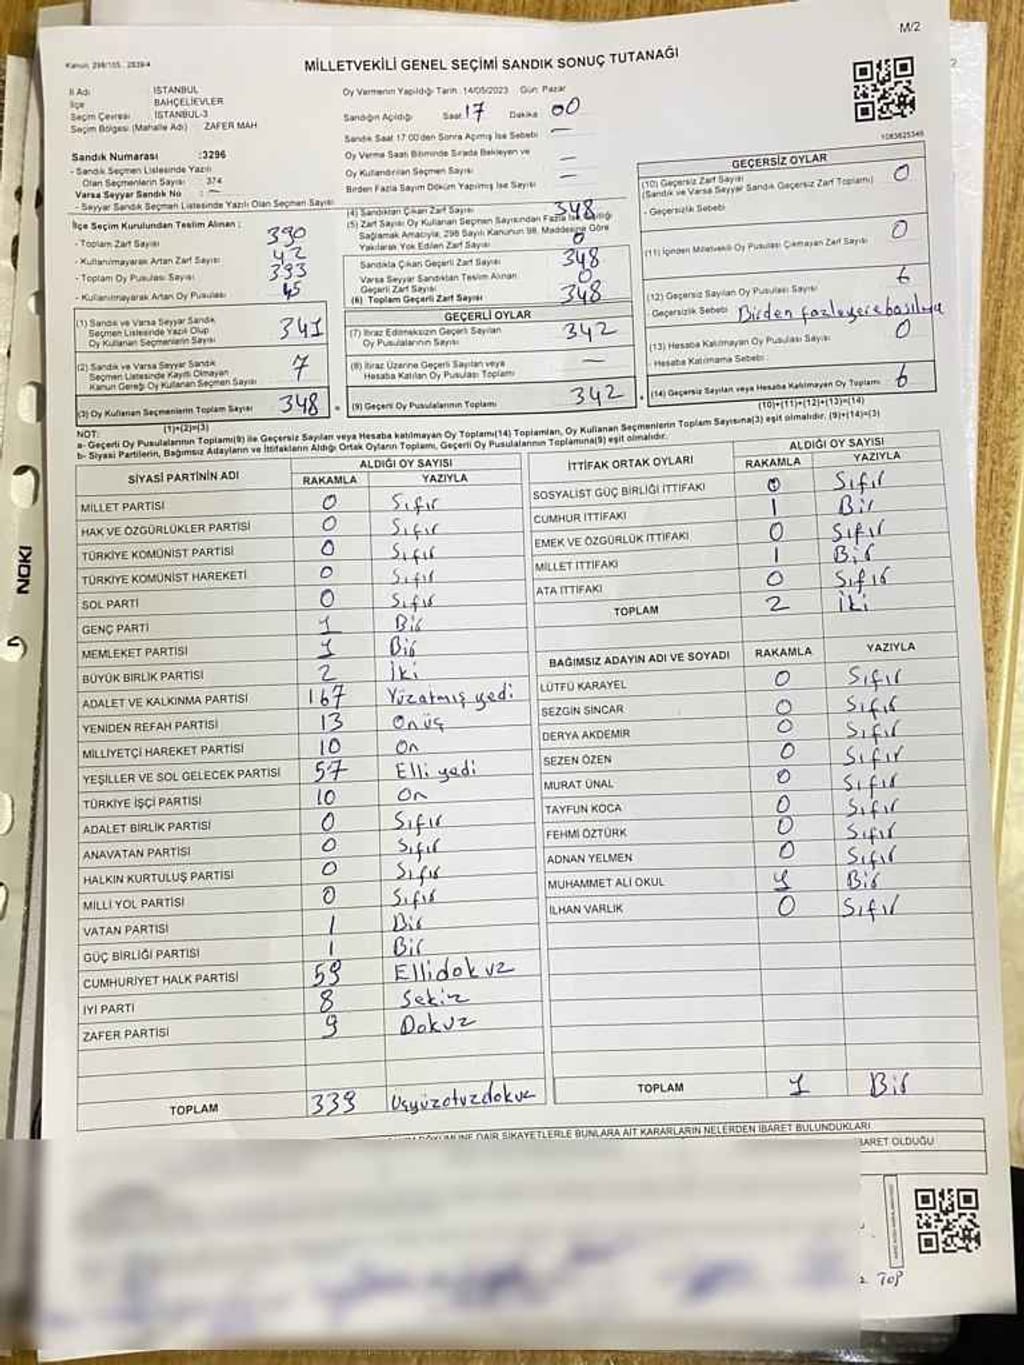 M/2
Kanun: 298/105, 2839-4
MİLLETVEKİLİ GENEL SEÇİMİ SANDIK SONUÇ TUTANAĞI
İl Adı İSTANBUL
İlçe BAHÇELİEVLER
Seçim Çevresi İSTANBUL-3
Seçim Bölgesi (Mahalle Adı) ZAFER MAH
Oy Vermenin Yapıldığı Tarih: 14/05/2023 Gün: Pazar
Sandığın Açıldığı Saat 17 Dakika 00
Sandık Saat 17:00'den Sonra Açılmış İse Sebebi —
Oy Verme Saati Bitiminde Sırada Bekleyen ve
Oy Kullandırılan Seçmen Sayısı —
Birden Fazla Sayım Döküm Yapılmış İse Sayısı —
1083625346
Sandık Numarası :3296
- Sandık Seçmen Listesinde Yazılı
Olan Seçmenlerin Sayısı 374
Varsa Seyyar Sandık No : —
- Seyyar Sandık Seçmen Listesinde Yazılı Olan Seçmen Sayısı
İlçe Seçim Kurulundan Teslim Alınan :
- Toplam Zarf Sayısı 390
- Kullanılmayarak Artan Zarf Sayısı 42
- Toplam Oy Pusulası Sayısı 393
- Kullanılmayarak Artan Oy Pusulası 45
(1) Sandık ve Varsa Seyyar Sandık
Seçmen Listesinde Yazılı Olup
Oy Kullanan Seçmenlerin Sayısı 341
(2) Sandık ve Varsa Seyyar Sandık
Seçmen Listesinde Kayıtlı Olmayan
Kanun Gereği Oy Kullanan Seçmen Sayısı 7
(3) Oy Kullanan Seçmenlerin Toplam Sayısı 348
(1)+(2)=(3)
(4) Sandıktan Çıkan Zarf Sayısı 348
(5) Zarf Sayısı Oy Kullanan Seçmen Sayısından Fazla İse, Eşitliği
Sağlamak Amacıyla, 298 Sayılı Kanunun 98. Maddesine Göre
Yakılarak Yok Edilen Zarf Sayısı 0
Sandıkta Çıkan Geçerli Zarf Sayısı 348
Varsa Seyyar Sandıktan Teslim Alınan
Geçerli Zarf Sayısı 0
(6) Toplam Geçerli Zarf Sayısı 348
GEÇERLİ OYLAR
(7) İtiraz Edilmeksizin Geçerli Sayılan
Oy Pusulalarının Sayısı 342
(8) İtiraz Üzerine Geçerli Sayılan veya
Hesaba Katılan Oy Pusulası Toplamı —
(9) Geçerli Oy Pusulalarının Toplamı 342
GEÇERSİZ OYLAR
(10) Geçersiz Zarf Sayısı
(Sandık ve Varsa Seyyar Sandık Geçersiz Zarf Toplamı) 0
- Geçersizlik Sebebi:
(11) İçinden Milletvekili Oy Pusulası Çıkmayan Zarf Sayısı 0
(12) Geçersiz Sayılan Oy Pusulası Sayısı 6
- Geçersizlik Sebebi: Birden fazla yere basılma
(13) Hesaba Katılmayan Oy Pusulası Sayısı 0
- Hesaba Katılmama Sebebi :
(14) Geçersiz Sayılan veya Hesaba Katılmayan Oy Toplamı 6
(10)+(11)+(12)+(13)=(14)
NOT:
a- Geçerli Oy Pusulalarının Toplamı(9) ile Geçersiz Sayılan veya Hesaba katılmayan Oy Toplamı(14) Toplamları, Oy Kullanan Seçmenlerin Toplam Sayısına(3) eşit olmalıdır. (9)+(14)=(3)
b- Siyasi Partilerin, Bağımsız Adayların ve İttifakların Aldığı Ortak Oyların Toplamı, Geçerli Oy Pusulalarının Toplamına(9) eşit olmalıdır.
SİYASİ PARTİNİN ADI ALDIĞI OY SAYISI
RAKAMLA YAZIYLA
MİLLET PARTİSİ 0 Sıfır
HAK VE ÖZGÜRLÜKLER PARTİSİ 0 Sıfır
TÜRKİYE KOMÜNİST PARTİSİ 0 Sıfır
TÜRKİYE KOMÜNİST HAREKETİ 0 Sıfır
SOL PARTİ 0 Sıfır
GENÇ PARTİ 1 Bir
MEMLEKET PARTİSİ 1 Bir
BÜYÜK BİRLİK PARTİSİ 2 İki
ADALET VE KALKINMA PARTİSİ 167 Yüzatmış yedi
YENİDEN REFAH PARTİSİ 13 Onüç
MİLLİYETÇİ HAREKET PARTİSİ 10 On
YEŞİLLER VE SOL GELECEK PARTİSİ 57 Elli yedi
TÜRKİYE İŞÇİ PARTİSİ 10 On
ADALET BİRLİK PARTİSİ 0 Sıfır
ANAVATAN PARTİSİ 0 Sıfır
HALKIN KURTULUŞ PARTİSİ 0 Sıfır
MİLLİ YOL PARTİSİ 0 Sıfır
VATAN PARTİSİ 1 Bir
GÜÇ BİRLİĞİ PARTİSİ 1 Bir
CUMHURİYET HALK PARTİSİ 59 Ellidokuz
İYİ PARTİ 8 Sekiz
ZAFER PARTİSİ 9 Dokuz
TOPLAM 339 Üçyüzotuzdokuz
İTTİFAK ORTAK OYLARI ALDIĞI OY SAYISI
RAKAMLA YAZIYLA
SOSYALİST GÜÇ BİRLİĞİ İTTİFAKI 0 Sıfır
CUMHUR İTTİFAKI 1 Bir
EMEK VE ÖZGÜRLÜK İTTİFAKI 0 Sıfır
MİLLET İTTİFAKI 1 Bir
ATA İTTİFAKI 0 Sıfır
TOPLAM 2 İki
BAĞIMSIZ ADAYIN ADI VE SOYADI RAKAMLA YAZIYLA
LÜTFÜ KARAYEL 0 Sıfır
SEZGİN SİNCAR 0 Sıfır
DERYA AKDEMİR 0 Sıfır
SEZEN ÖZEN 0 Sıfır
MURAT ÜNAL 0 Sıfır
TAYFUN KOCA 0 Sıfır
FEHMİ ÖZTÜRK 0 Sıfır
ADNAN YELMEN 0 Sıfır
MUHAMMET ALİ OKUL 1 Bir
İLHAN VARLIK 0 Sıfır
TOPLAM 1 Bir
DÖKÜMÜNE DAİR ŞİKAYETLERLE BUNLARA AİT KARARLARIN NELERDEN İBARET BULUNDUKLARI
İBARET OLDUĞU
TOP
NOKI